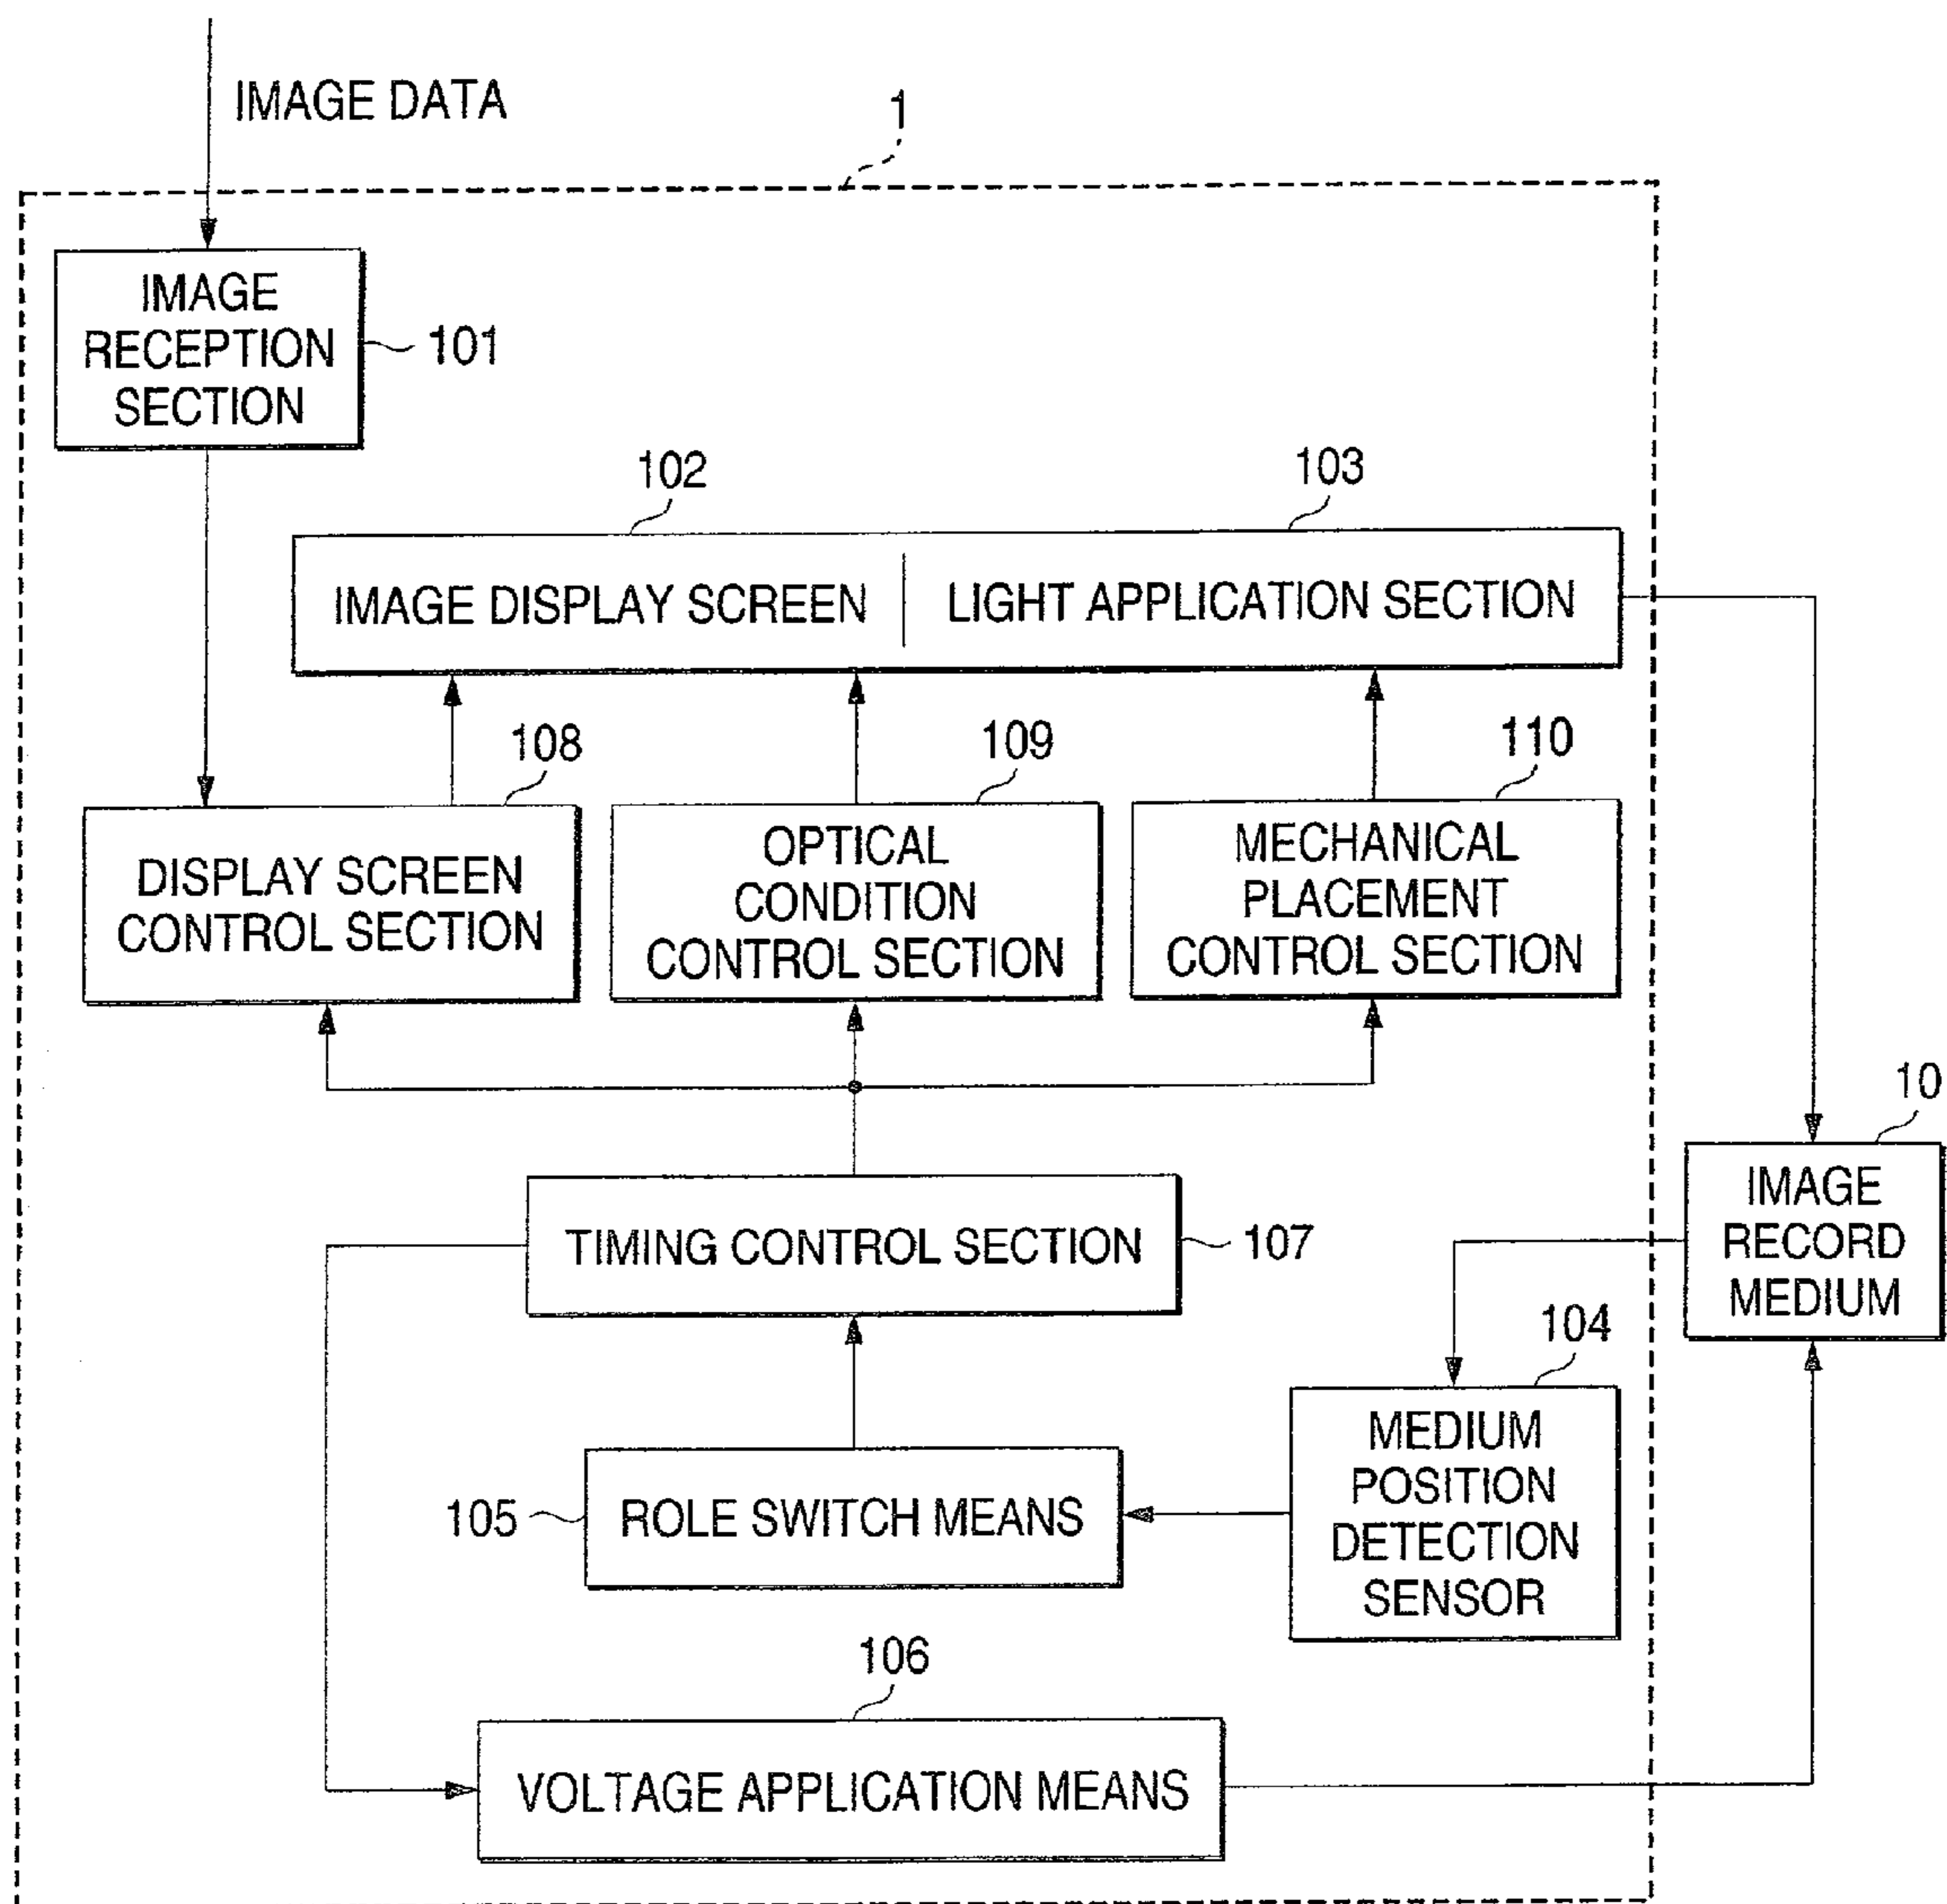 IMAGE DATA
1
IMAGE
RECEPTION
SECTION
101
102
103
IMAGE DISPLAY SCREEN
LIGHT APPLICATION SECTION
108
109
110
DISPLAY SCREEN
CONTROL SECTION
OPTICAL
CONDITION
CONTROL SECTION
MECHANICAL
PLACEMENT
CONTROL SECTION
10
IMAGE
RECORD
MEDIUM
TIMING CONTROL SECTION
107
104
MEDIUM
POSITION
DETECTION
SENSOR
105
ROLE SWITCH MEANS
106
VOLTAGE APPLICATION MEANS